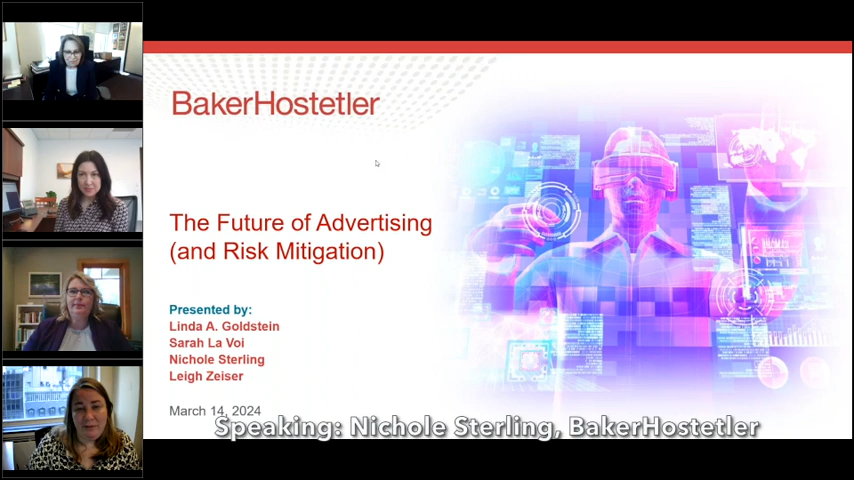 BakerHostetler
The Future of Advertising
(and Risk Mitigation)
Presented by:
Linda A. Goldstein
Sarah La Voi
Nichole Sterling
Leigh Zeiser
March 14, 2024
Speaking: Nichole Sterling, BakerHostetler